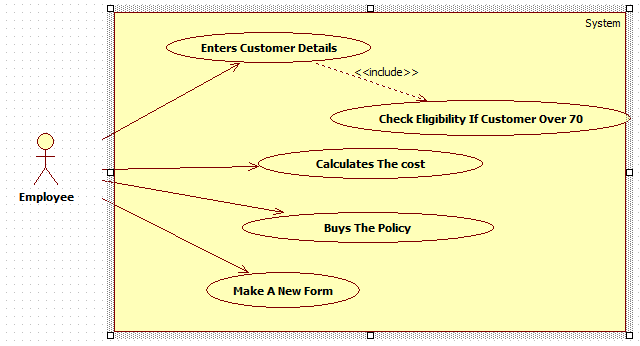 System
Enters Customer Details
<<include>>
Check Eligibility If Customer Over 70
Calculates The cost
Employee
Buys The Policy
Make A New Form